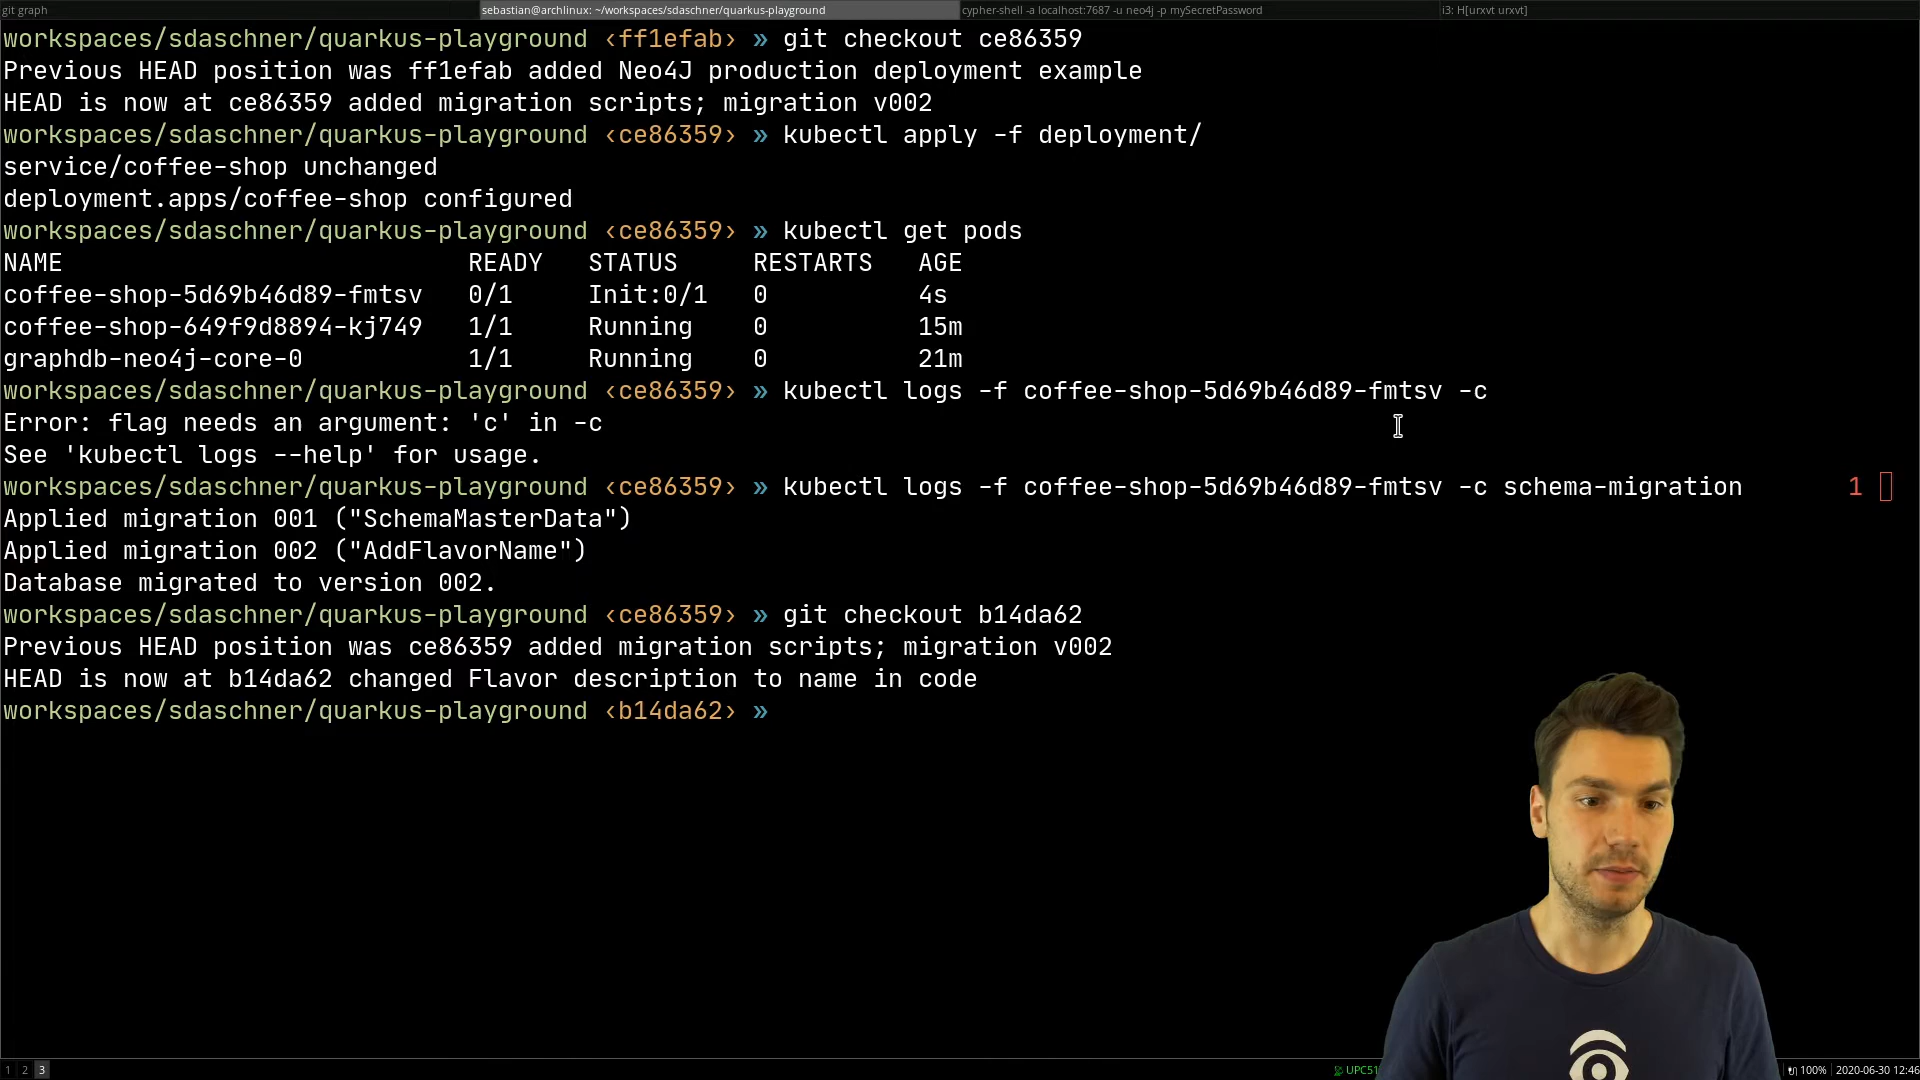 git graph
sebastian@archlinux: ~/workspaces/sdaschner/quarkus-playground
cypher-shell -a localhost:7687 -u neo4j -p mySecretPassword
i3: H[urxvt urxvt]
workspaces/sdaschner/quarkus-playground ‹ff1efab› » git checkout ce86359
Previous HEAD position was ff1efab added Neo4J production deployment example
HEAD is now at ce86359 added migration scripts; migration v002
workspaces/sdaschner/quarkus-playground ‹ce86359› » kubectl apply -f deployment/
service/coffee-shop unchanged
deployment.apps/coffee-shop configured
workspaces/sdaschner/quarkus-playground ‹ce86359› » kubectl get pods
NAME READY STATUS RESTARTS AGE
coffee-shop-5d69b46d89-fmtsv 0/1 Init:0/1 0 4s
coffee-shop-649f9d8894-kj749 1/1 Running 0 15m
graphdb-neo4j-core-0 1/1 Running 0 21m
workspaces/sdaschner/quarkus-playground ‹ce86359› » kubectl logs -f coffee-shop-5d69b46d89-fmtsv -c
Error: flag needs an argument: 'c' in -c
See 'kubectl logs --help' for usage.
workspaces/sdaschner/quarkus-playground ‹ce86359› » kubectl logs -f coffee-shop-5d69b46d89-fmtsv -c schema-migration 1
Applied migration 001 ("SchemaMasterData")
Applied migration 002 ("AddFlavorName")
Database migrated to version 002.
workspaces/sdaschner/quarkus-playground ‹ce86359› » git checkout b14da62
Previous HEAD position was ce86359 added migration scripts; migration v002
HEAD is now at b14da62 changed Flavor description to name in code
workspaces/sdaschner/quarkus-playground ‹b14da62› »
1 2 3
UPC51
100% 2020-06-30 12:46